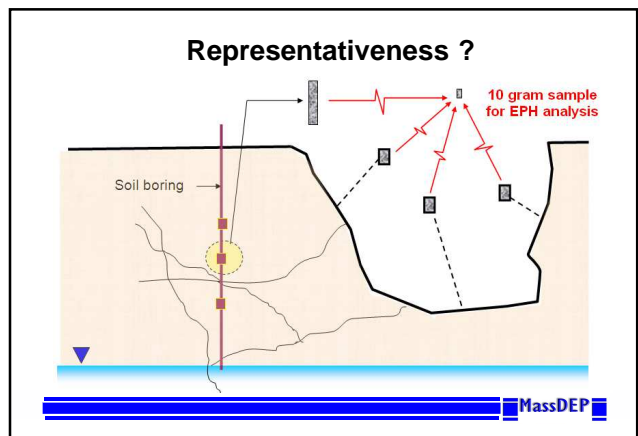 Representativeness ?
10 gram sample
for EPH analysis
Soil boring
MassDEP